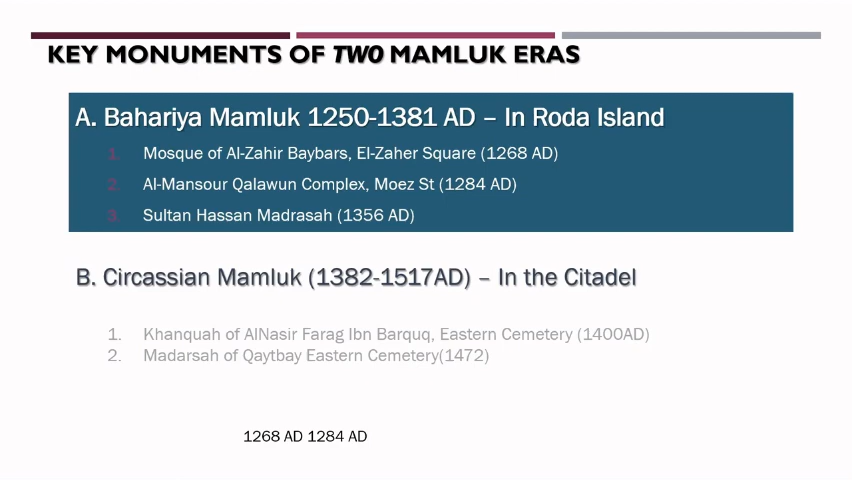 KEY MONUMENTS OF TWO MAMLUK ERAS
A. Bahariya Mamluk 1250-1381 AD – In Roda Island
1. Mosque of Al-Zahir Baybars, El-Zaher Square (1268 AD)
2. Al-Mansour Qalawun Complex, Moez St (1284 AD)
3. Sultan Hassan Madrasah (1356 AD)
B. Circassian Mamluk (1382-1517AD) – In the Citadel
1. Khanquah of AlNasir Farag Ibn Barquq, Eastern Cemetery (1400AD)
2. Madarsah of Qaytbay Eastern Cemetery(1472)
1268 AD 1284 AD